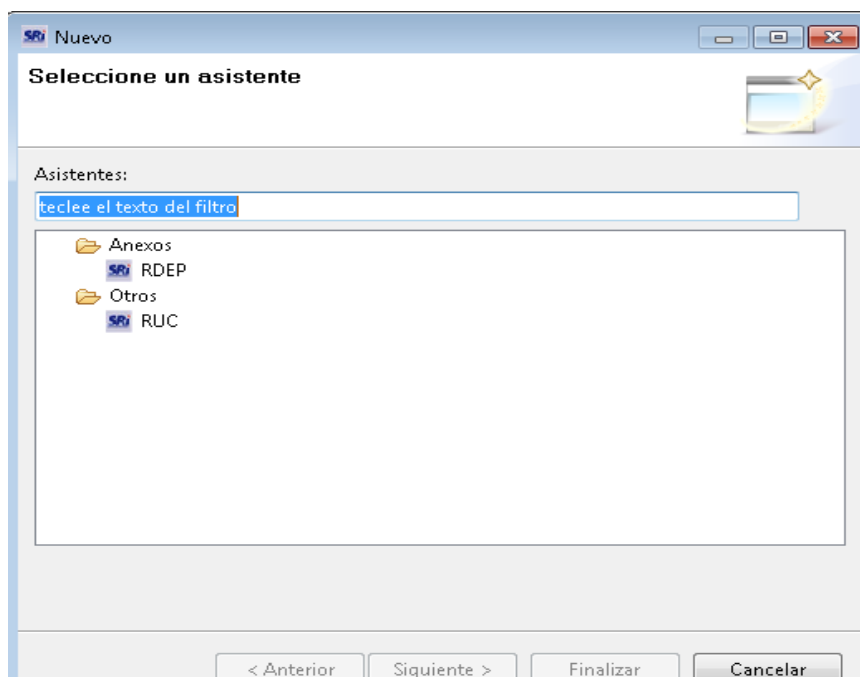 SRi Nuevo
Seleccione un asistente
Asistentes:
teclee el texto del filtro
Anexos
SRi RDEP
Otros
SRi RUC
< Anterior Siguiente > Finalizar Cancelar